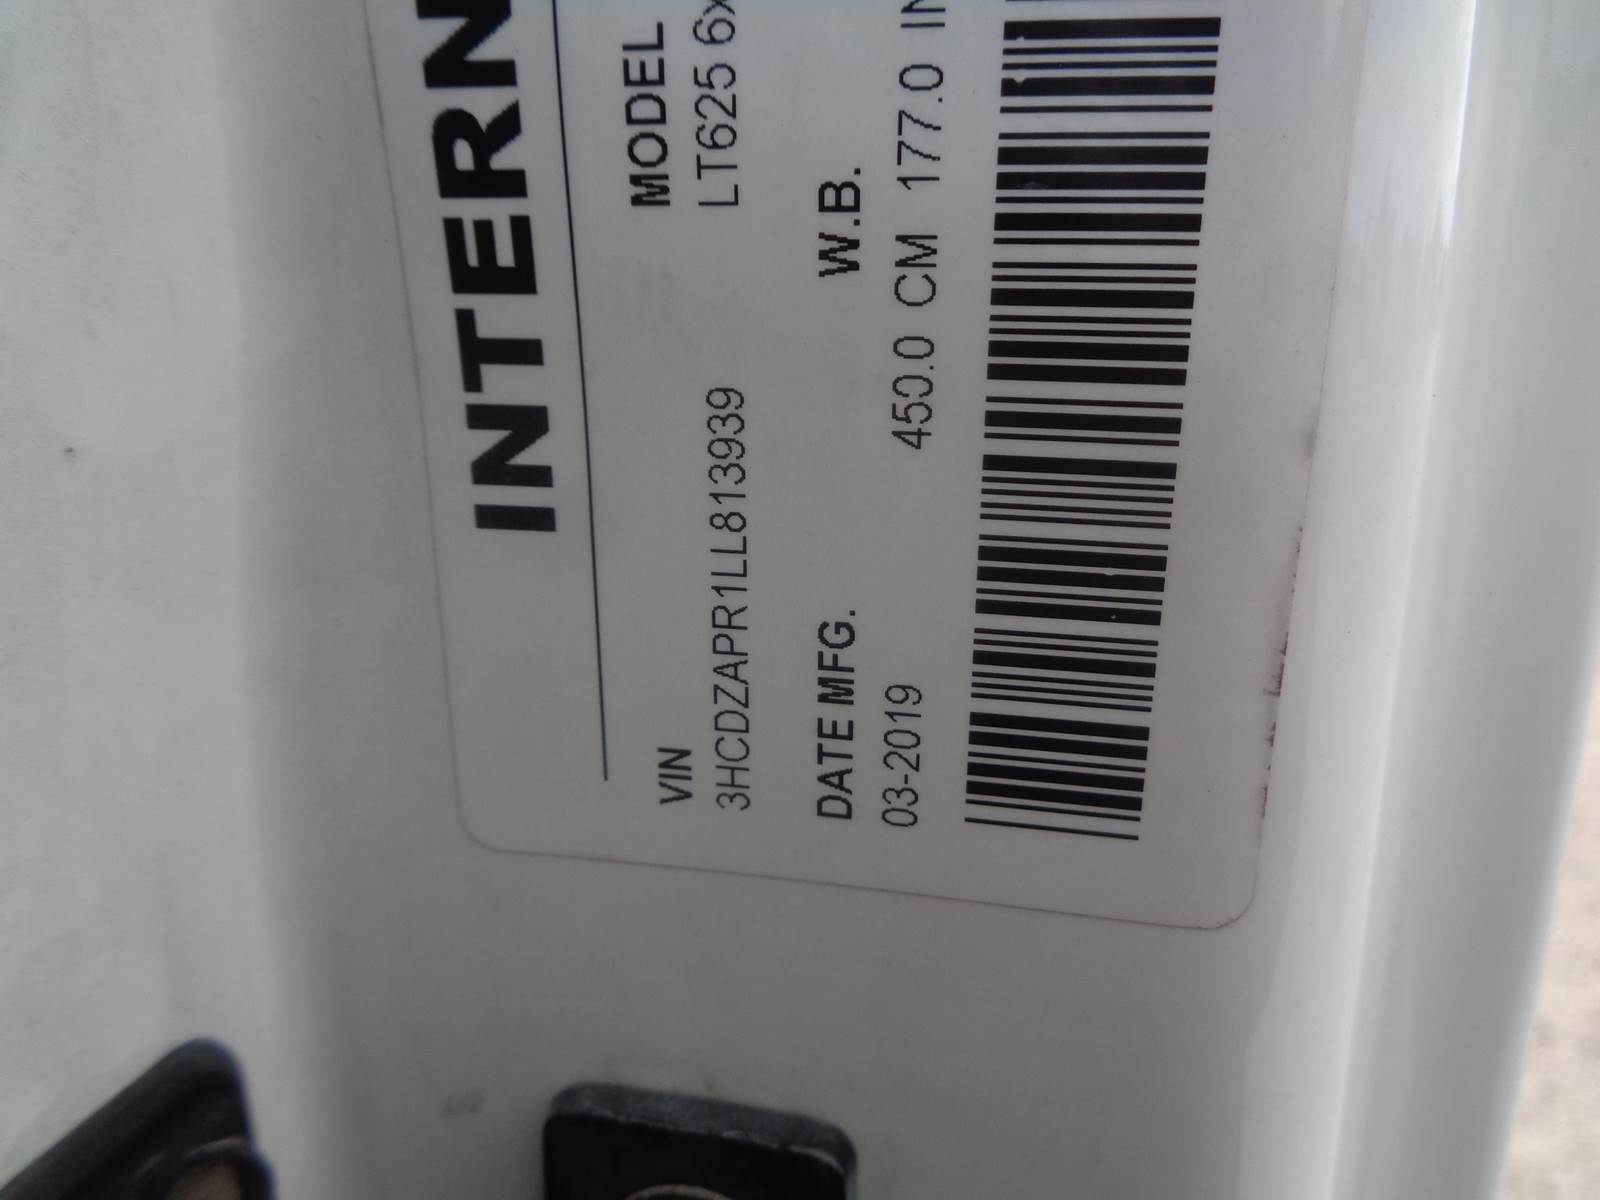 INTERN
VIN MODEL
3HCDZAPR1LL813939 LT625 6x
DATE MFG. W.B.
03-2019 450.0 CM 177.0 IN